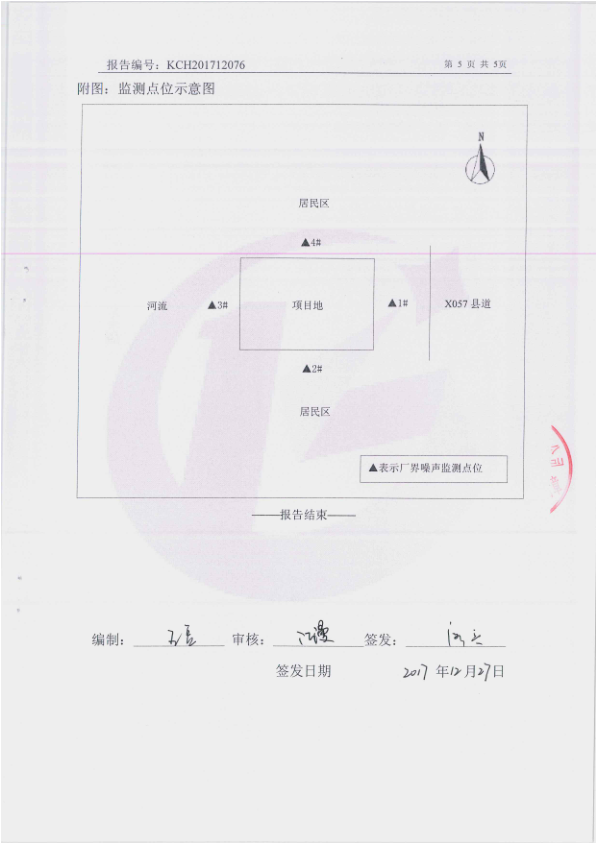 报告编号：KCH201712076 第 5 页 共 5页
附图：监测点位示意图
N
居民区
▲4#
河流 ▲3# 项目地 ▲1# X057 县道
▲2#
居民区
▲表示厂界噪声监测点位
——报告结束——
编制： 审核： 签发：
签发日期 2017 年12月27日